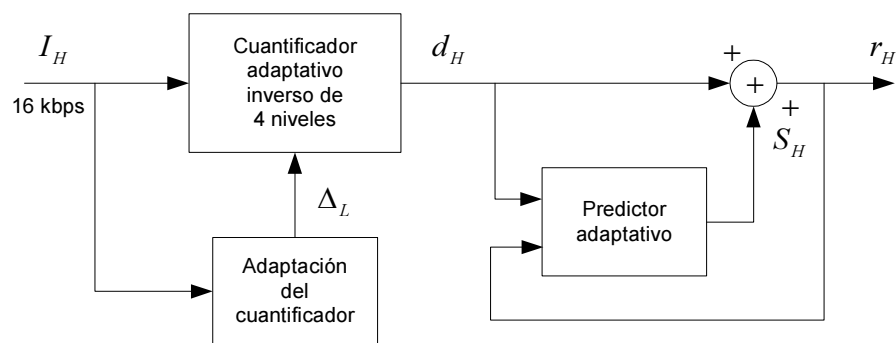 I_H
16 kbps
Cuantificador
adaptativo
inverso de
4 niveles
d_H
+
+
r_H
+
S_H
Δ_L
Predictor
adaptativo
Adaptación
del
cuantificador